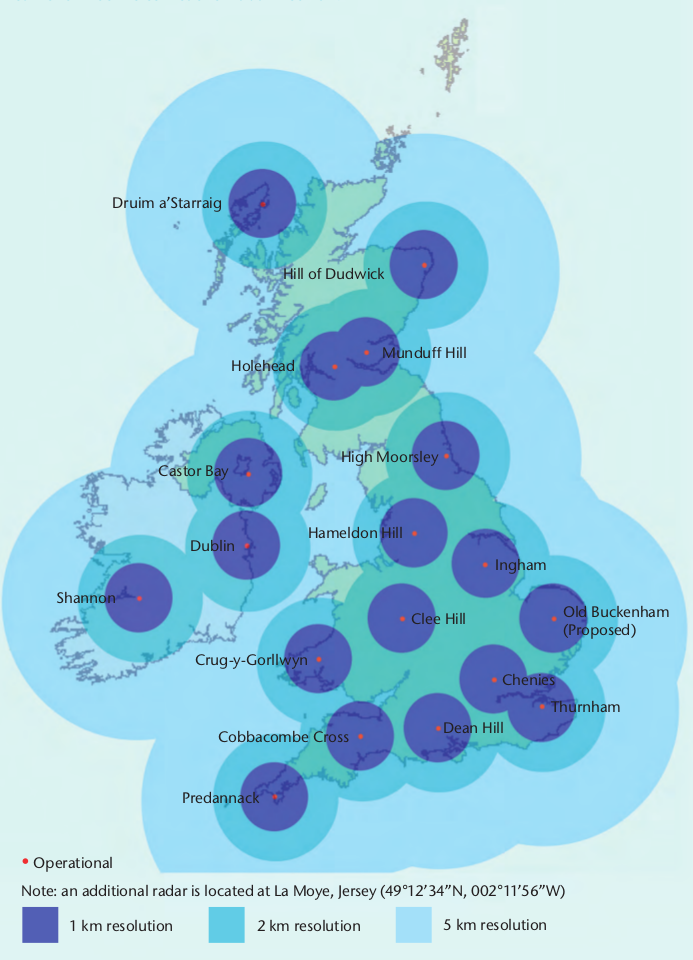 Druim a′Starraig
Hill of Dudwick
Munduff Hill
Holehead
High Moorsley
Castor Bay
Hameldon Hill
Dublin
Ingham
Shannon
Clee Hill
Old Buckenham
(Proposed)
Crug-y-Gorllwyn
Chenies
Thurnham
Cobbacombe Cross
Dean Hill
Predannack
Operational
Note: an additional radar is located at La Moye, Jersey (49°12′34″N, 002°11′56″W)
1 km resolution
2 km resolution
5 km resolution